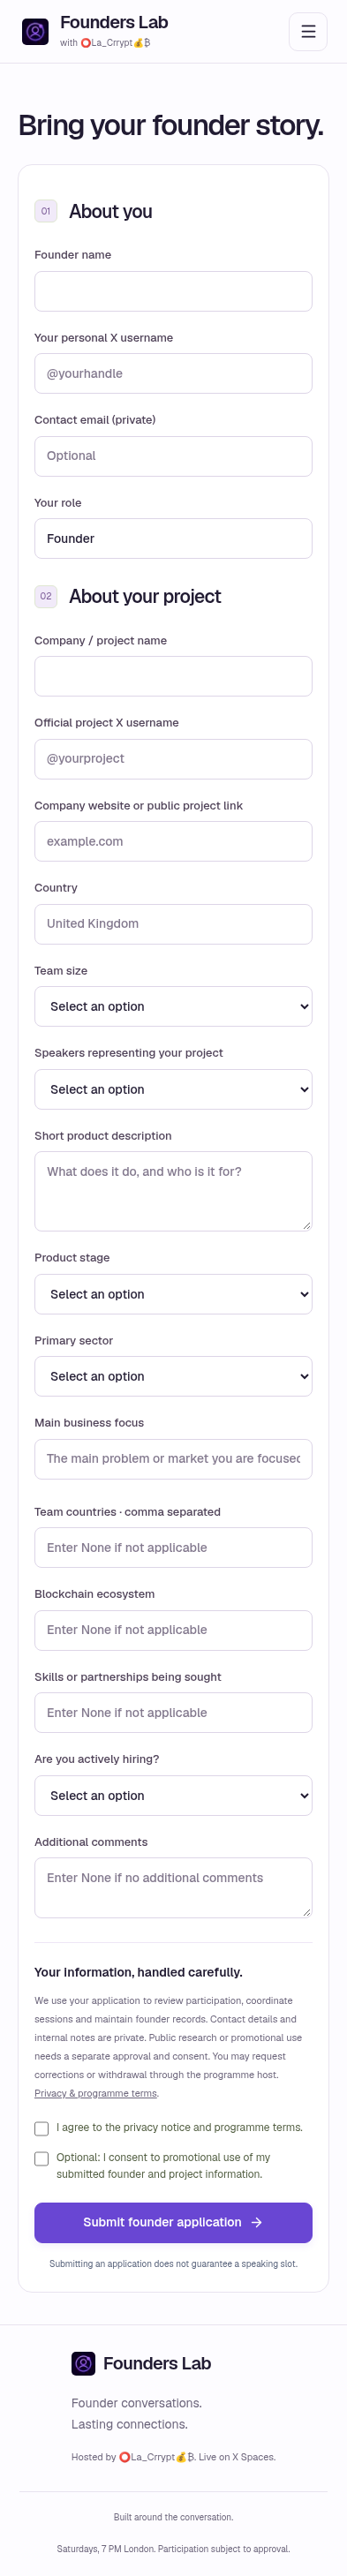 Founders Lab
with ⭕La_Crrypt💰₿
Bring your founder story.
01 About you
Founder name
Your personal X username
@yourhandle
Contact email (private)
Optional
Your role
Founder
02 About your project
Company / project name
Official project X username
@yourproject
Company website or public project link
example.com
Country
United Kingdom
Team size
Select an option
Speakers representing your project
Select an option
Short product description
What does it do, and who is it for?
Product stage
Select an option
Primary sector
Select an option
Main business focus
The main problem or market you are focused
Team countries · comma separated
Enter None if not applicable
Blockchain ecosystem
Enter None if not applicable
Skills or partnerships being sought
Enter None if not applicable
Are you actively hiring?
Select an option
Additional comments
Enter None if no additional comments
Your information, handled carefully.
We use your application to review participation, coordinate
sessions and maintain founder records. Contact details and
internal notes are private. Public research or promotional use
needs a separate approval and consent. You may request
corrections or withdrawal through the programme host.
Privacy & programme terms.
I agree to the privacy notice and programme terms.
Optional: I consent to promotional use of my
submitted founder and project information.
Submit founder application →
Submitting an application does not guarantee a speaking slot.
Founders Lab
Founder conversations.
Lasting connections.
Hosted by ⭕La_Crrypt💰₿. Live on X Spaces.
Built around the conversation.
Saturdays, 7 PM London. Participation subject to approval.